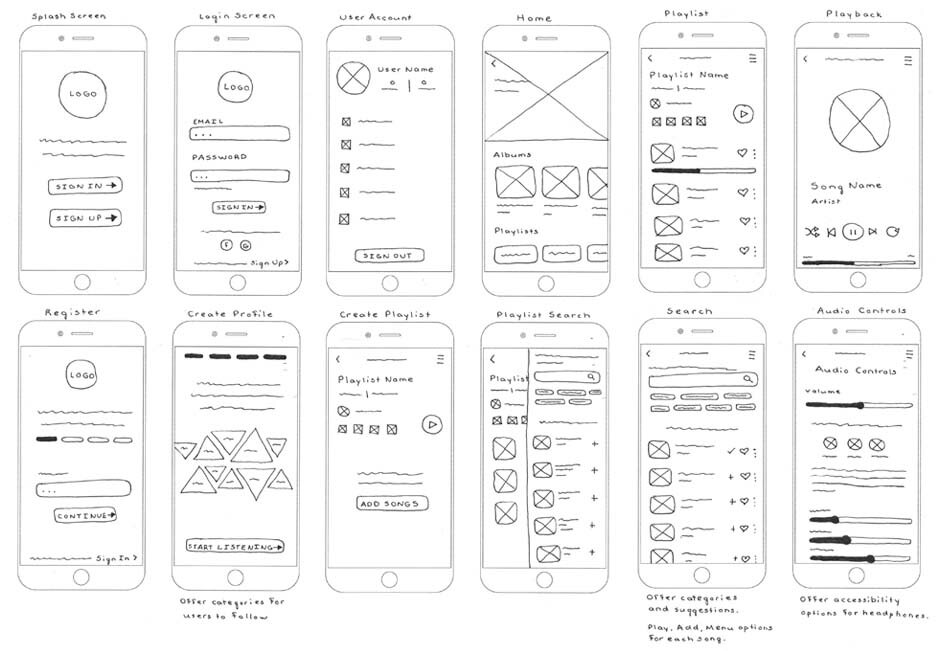 Splash Screen
LOGO
SIGN IN
SIGN UP
Login Screen
LOGO
EMAIL
...
PASSWORD
...
SIGN IN
F G
Sign Up >
User Account
User Name
0 | 0
SIGN OUT
Home
<
Albums
Playlists
Playlist
<
Playlist Name
Playback
<
Song Name
Artist
Register
LOGO
...
CONTINUE
Sign In >
Create Profile
START LISTENING
Offer categories for
users to follow
Create Playlist
<
Playlist Name
ADD SONGS
Playlist Search
<
Playlist
+
+
+
+
+
Search
<
+
+
+
+
Offer categories
and suggestions.
Play, Add, Menu options
for each song.
Audio Controls
<
Audio Controls
Volume
Offer accessibility
options for headphones.